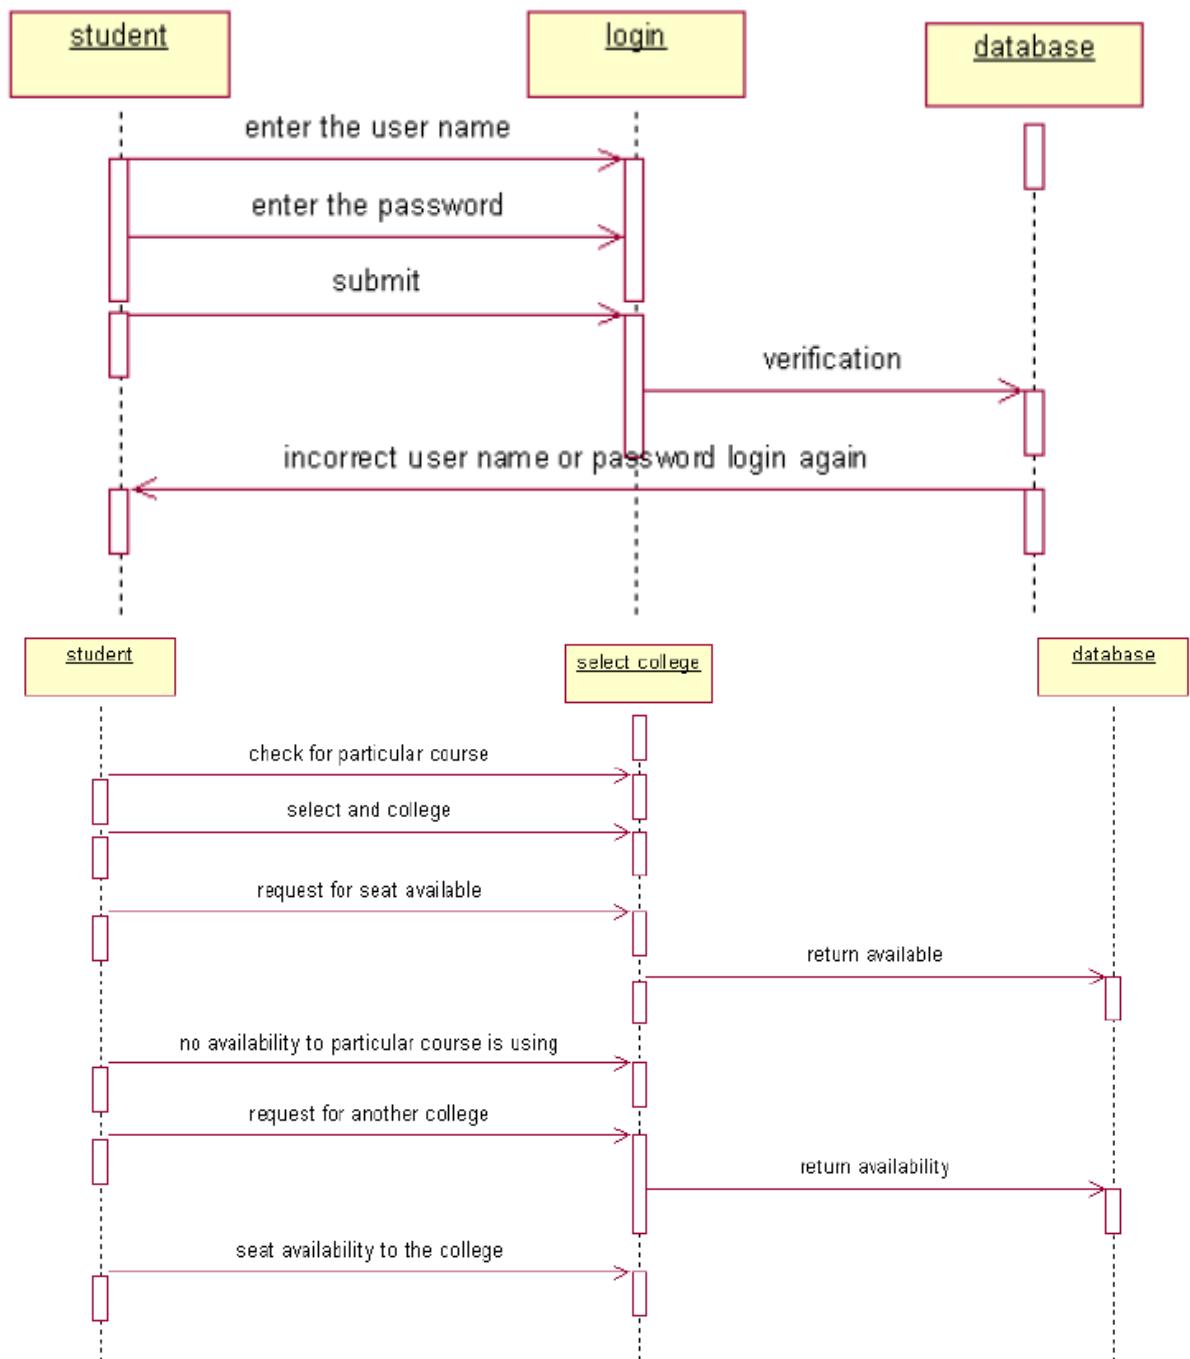 student
login
database
enter the user name
enter the password
submit
verification
incorrect user name or password login again
student
select college
database
check for particular course
select and college
request for seat available
return available
no availability to particular course is using
request for another college
return availability
seat availability to the college